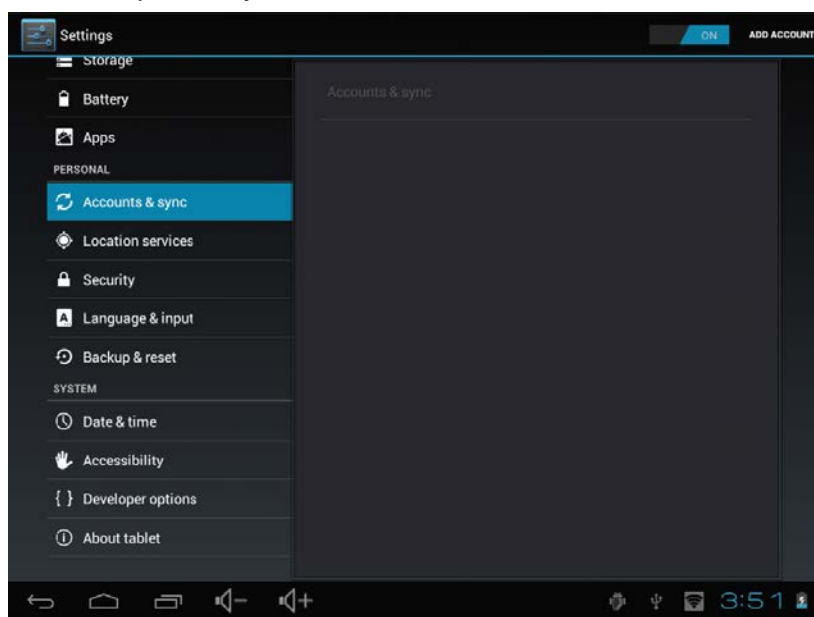 Settings
ON
ADD ACCOUNT
Storage
Battery
Accounts & sync
Apps
PERSONAL
Accounts & sync
Location services
Security
A
Language & input
Backup & reset
SYSTEM
Date & time
Accessibility
{ } Developer options
About tablet
3:51